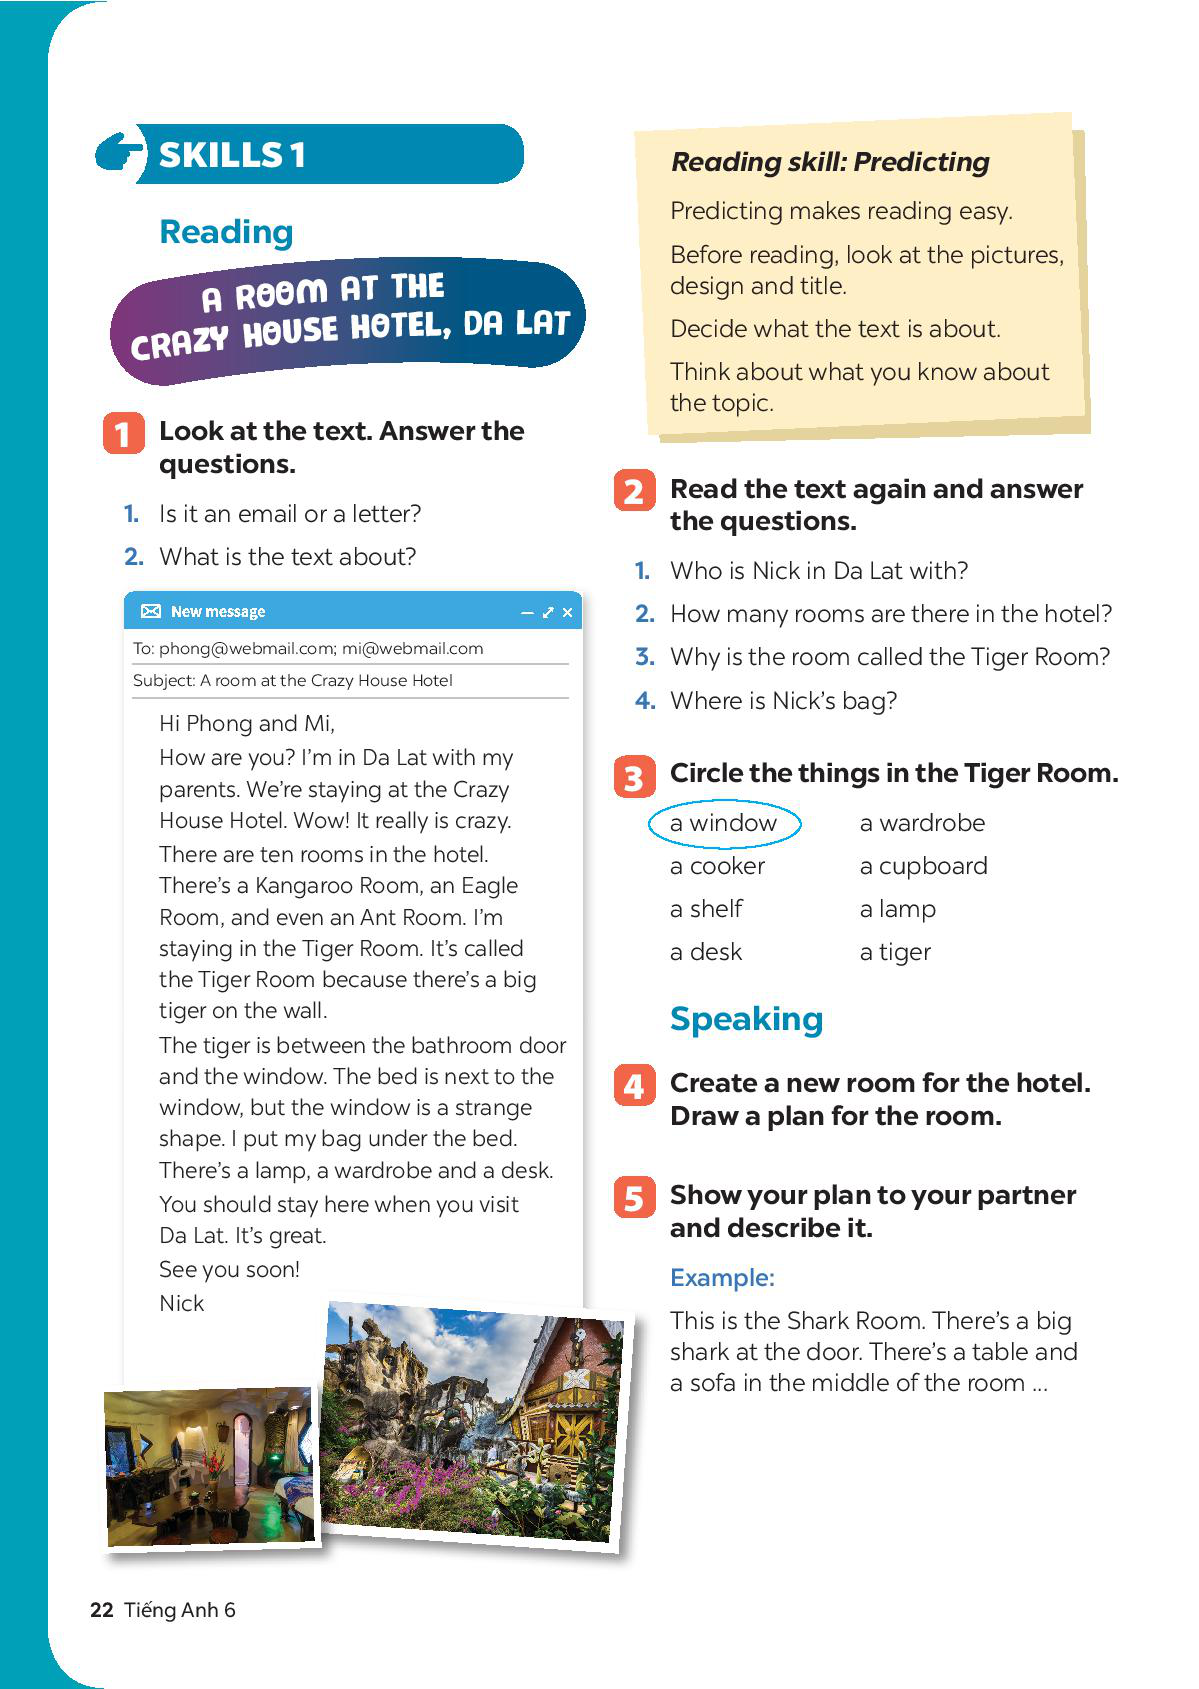 SKILLS 1
Reading
A ROOM AT THE
CRAZY HOUSE HOTEL, DA LAT
1 Look at the text. Answer the
questions.
1. Is it an email or a letter?
2. What is the text about?
New message
To: phong@webmail.com; mi@webmail.com
Subject: A room at the Crazy House Hotel
Hi Phong and Mi,
How are you? I'm in Da Lat with my
parents. We're staying at the Crazy
House Hotel. Wow! It really is crazy.
There are ten rooms in the hotel.
There's a Kangaroo Room, an Eagle
Room, and even an Ant Room. I'm
staying in the Tiger Room. It's called
the Tiger Room because there's a big
tiger on the wall.
The tiger is between the bathroom door
and the window. The bed is next to the
window, but the window is a strange
shape. I put my bag under the bed.
There's a lamp, a wardrobe and a desk.
You should stay here when you visit
Da Lat. It's great.
See you soon!
Nick
Reading skill: Predicting
Predicting makes reading easy.
Before reading, look at the pictures,
design and title.
Decide what the text is about.
Think about what you know about
the topic.
2 Read the text again and answer
the questions.
1. Who is Nick in Da Lat with?
2. How many rooms are there in the hotel?
3. Why is the room called the Tiger Room?
4. Where is Nick's bag?
3 Circle the things in the Tiger Room.
a window a wardrobe
a cooker a cupboard
a shelf a lamp
a desk a tiger
Speaking
4 Create a new room for the hotel.
Draw a plan for the room.
5 Show your plan to your partner
and describe it.
Example:
This is the Shark Room. There's a big
shark at the door. There's a table and
a sofa in the middle of the room ...
22 Tiếng Anh 6